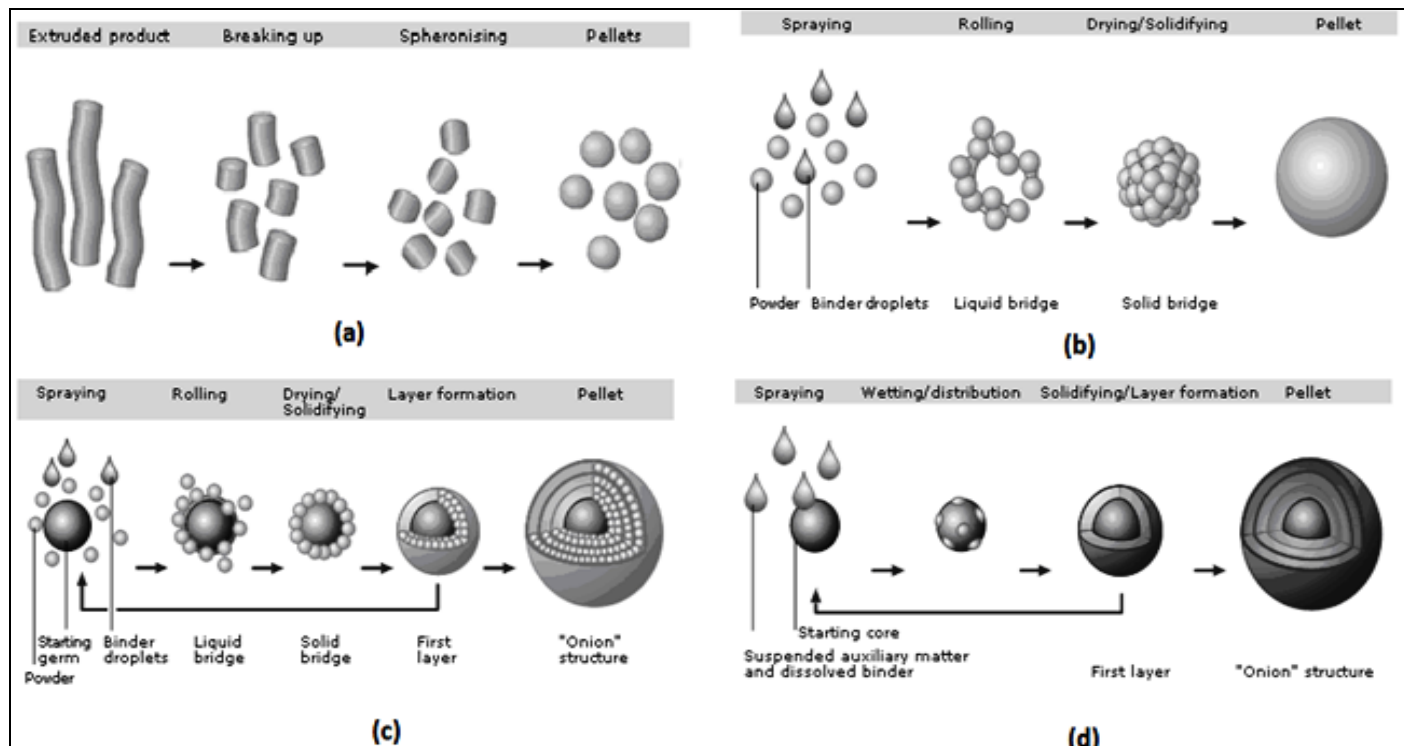 Extruded product Breaking up Spheronising Pellets
(a)
Spraying Rolling Drying/Solidifying Pellet
Powder Binder droplets Liquid bridge Solid bridge
(b)
Spraying Rolling Drying/ Layer formation Pellet
Solidifying
Starting Binder Liquid Solid First "Onion"
germ droplets bridge bridge layer structure
Powder
(c)
Spraying Wetting/distribution Solidifying/Layer formation Pellet
Starting core
Suspended auxiliary matter
and dissolved binder First layer "Onion" structure
(d)